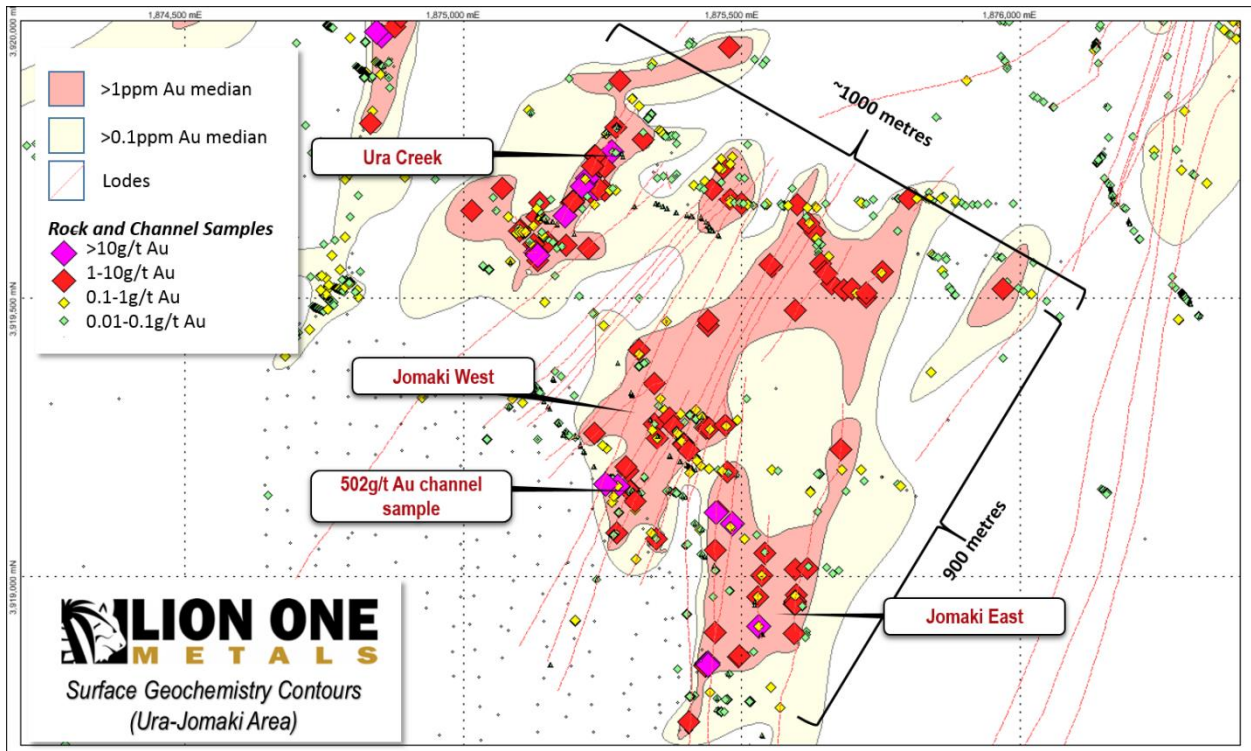 1,874,500 mE
1,875,000 mE
1,875,500 mE
1,876,000 mE
3,920,000 mN
>1ppm Au median
>0.1ppm Au median
Lodes
Rock and Channel Samples
>10g/t Au
1-10g/t Au
0.1-1g/t Au
0.01-0.1g/t Au
Ura Creek
~1000 metres
3,919,500 mN
Jomaki West
502g/t Au channel
sample
900 metres
3,919,000 mN
Jomaki East
LION ONE
METALS
Surface Geochemistry Contours
(Ura-Jomaki Area)